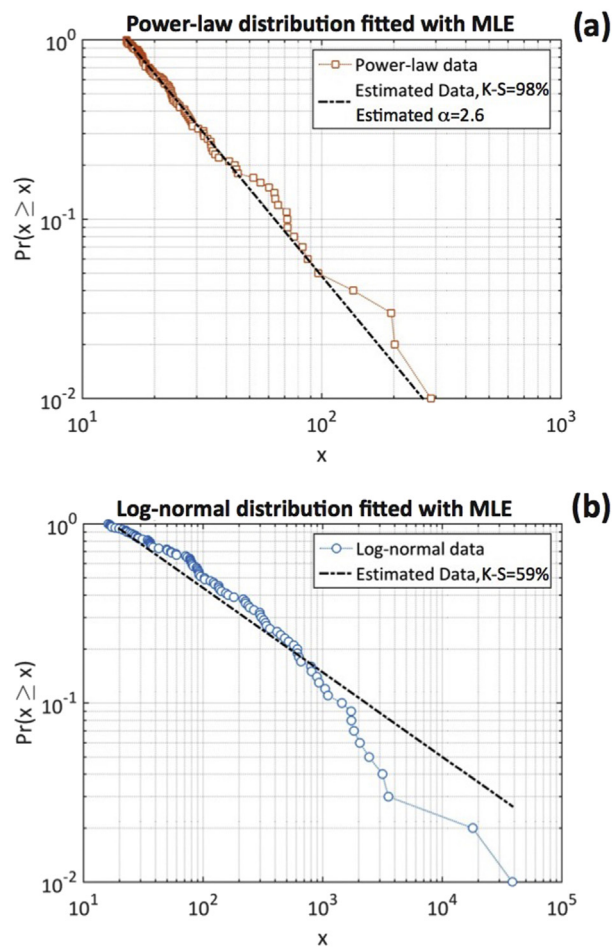 Power-law distribution fitted with MLE
(a)
10^0
Power-law data
Estimated Data, K-S=98%
Estimated α=2.6
Pr(x ≥ x)
10^-1
10^-2
10^1
10^2
10^3
x
Log-normal distribution fitted with MLE
(b)
10^0
Log-normal data
Estimated Data, K-S=59%
Pr(x ≥ x)
10^-1
10^-2
10^1
10^2
10^3
10^4
10^5
x